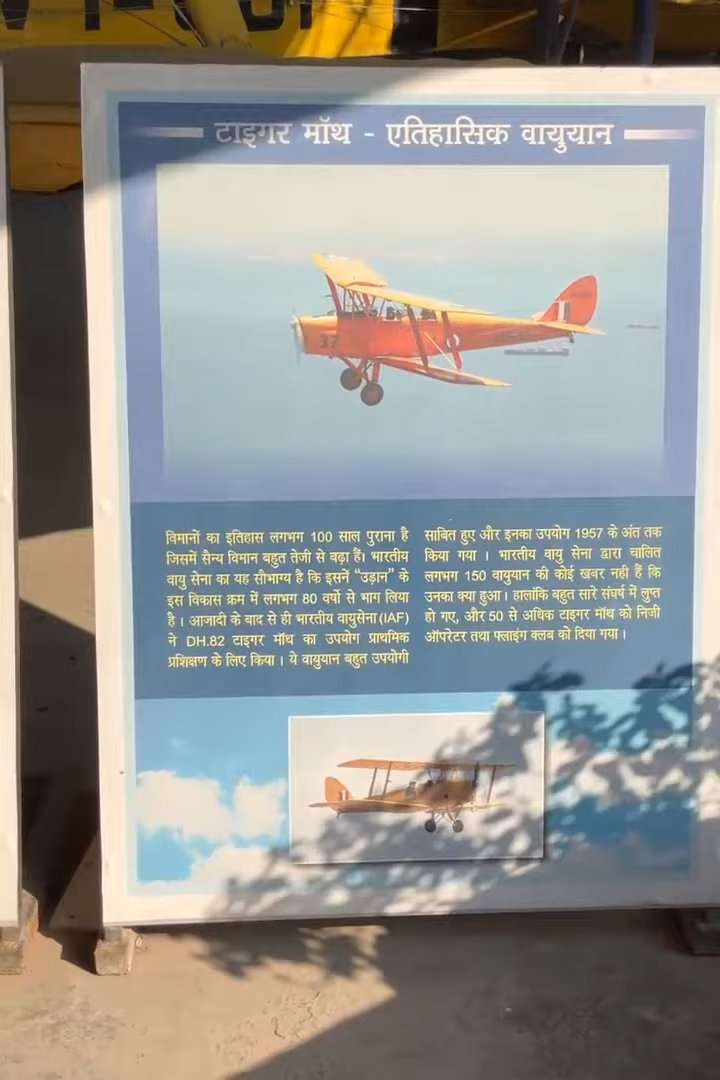 टाइगर मॉथ - एतिहासिक वायुयान
37
विमानों का इतिहास लगभग 100 साल पुराना है
जिसमें सैन्य विमान बहुत तेजी से बढ़ा हैं। भारतीय
वायु सेना का यह सौभाग्य है कि इसनें “उड़ान” के
इस विकास क्रम में लगभग 80 वर्षो से भाग लिया
है। आजादी के बाद से ही भारतीय वायुसेना (IAF)
ने DH.82 टाइगर मॉथ का उपयोग प्राथमिक
प्रशिक्षण के लिए किया। ये वायुयान बहुत उपयोगी
साबित हुए और इनका उपयोग 1957 के अंत तक
किया गया । भारतीय वायु सेना द्वारा चालित
लगभग 150 वायुयान की कोई खबर नही हैं कि
उनका क्या हुआ। हालांकि बहुत सारे संघर्ष में लुप्त
हो गए, और 50 से अधिक टाइगर मॉथ को निजी
ऑपरेटर तथा फ्लाइंग क्लब को दिया गया।